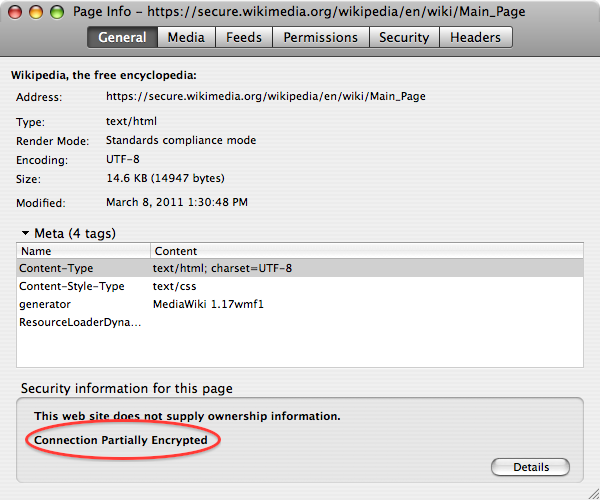 Page Info – https://secure.wikimedia.org/wikipedia/en/wiki/Main_Page
General Media Feeds Permissions Security Headers
Wikipedia, the free encyclopedia:
Address: https://secure.wikimedia.org/wikipedia/en/wiki/Main_Page
Type: text/html
Render Mode: Standards compliance mode
Encoding: UTF-8
Size: 14.6 KB (14947 bytes)
Modified: March 8, 2011 1:30:48 PM
Meta (4 tags)
Name Content
Content-Type text/html; charset=UTF-8
Content-Style-Type text/css
generator MediaWiki 1.17wmf1
ResourceLoaderDyna...
Security information for this page
This web site does not supply ownership information.
Connection Partially Encrypted
Details